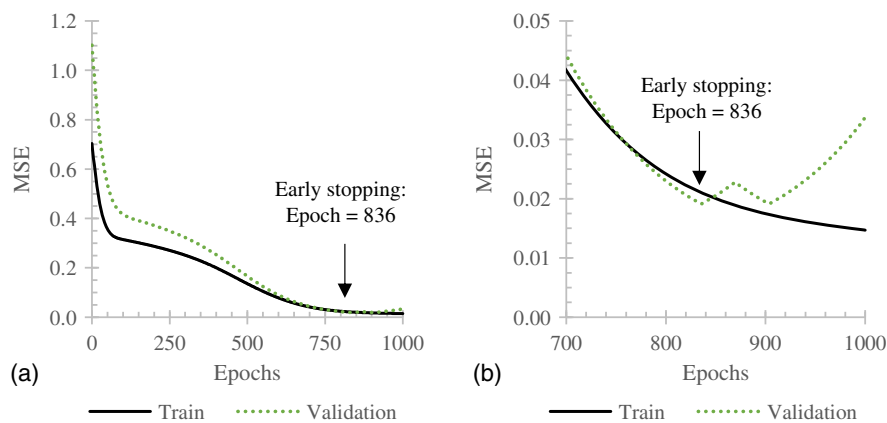 1.2
1.0
0.8
0.6
0.4
0.2
0.0
MSE
0
250
500
750
1000
Epochs
Early stopping:
Epoch = 836
(a)
Train
Validation
0.05
0.04
0.03
0.02
0.01
0.00
MSE
700
800
900
1000
Epochs
Early stopping:
Epoch = 836
(b)
Train
Validation